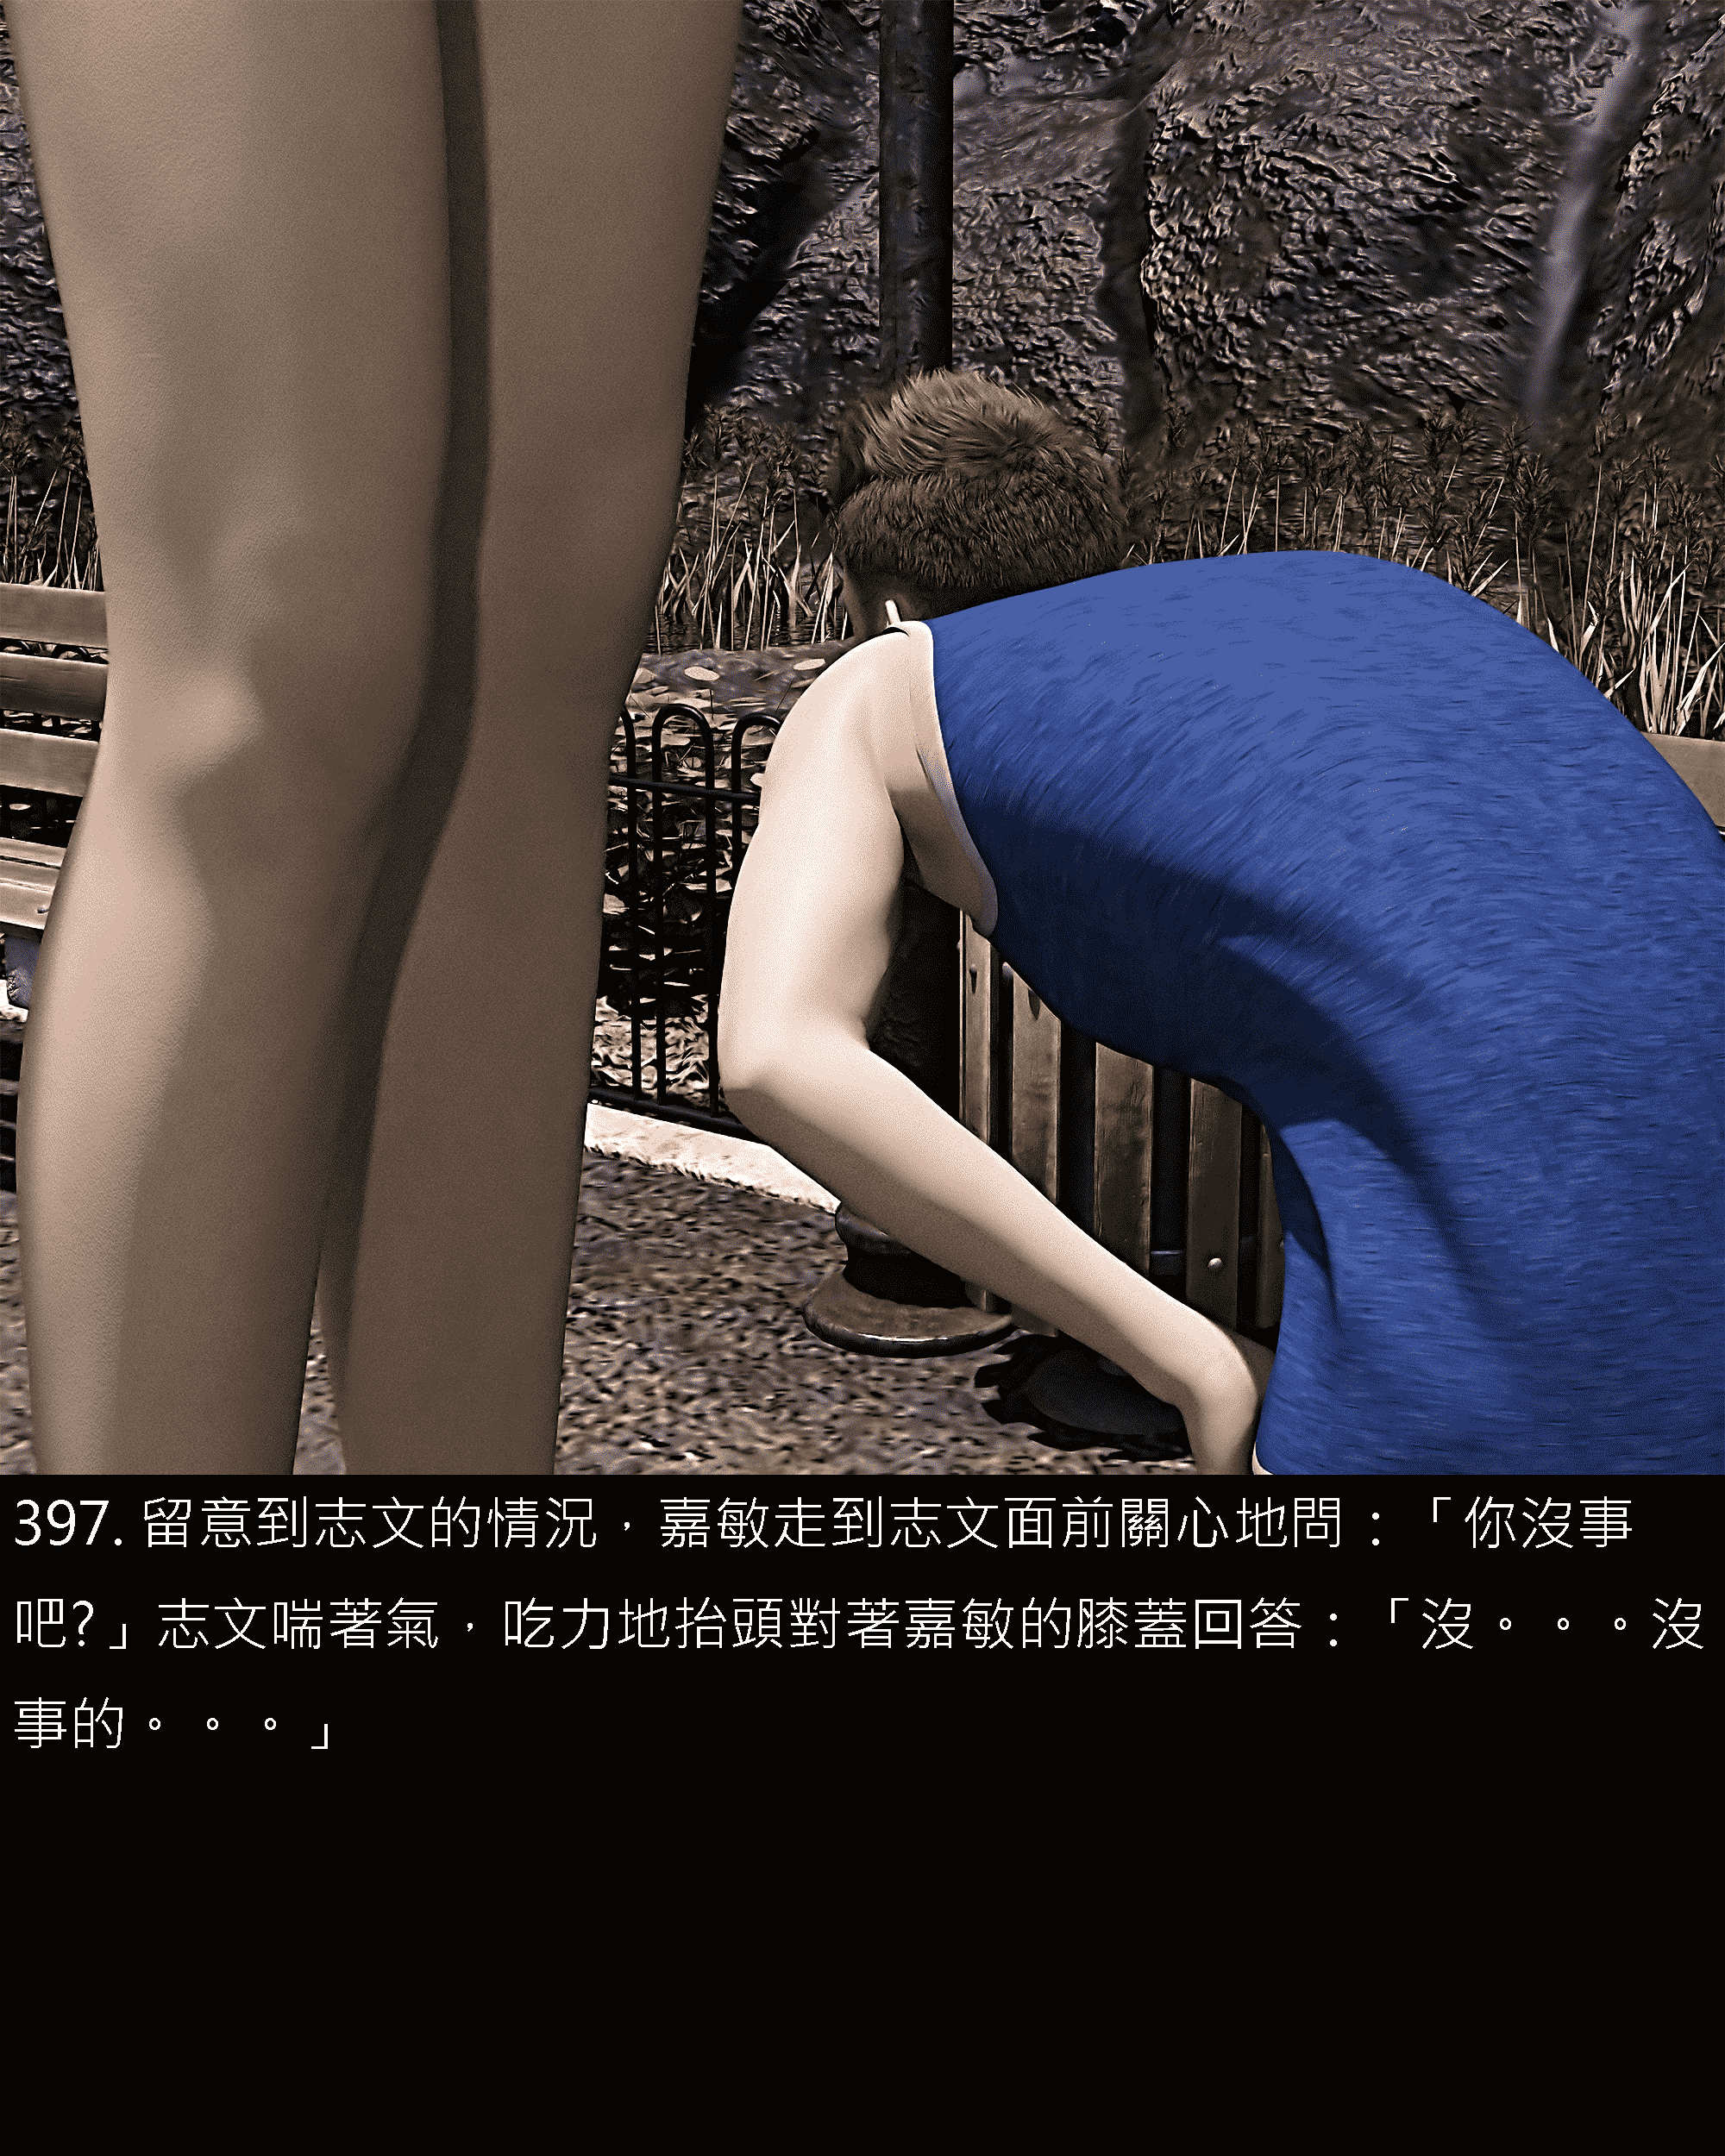 397. 留意到志文的情況，嘉敏走到志文面前關心地問：「你沒事
吧?」志文喘著氣，吃力地抬頭對著嘉敏的膝蓋回答：「沒。。。沒
事的。。。」